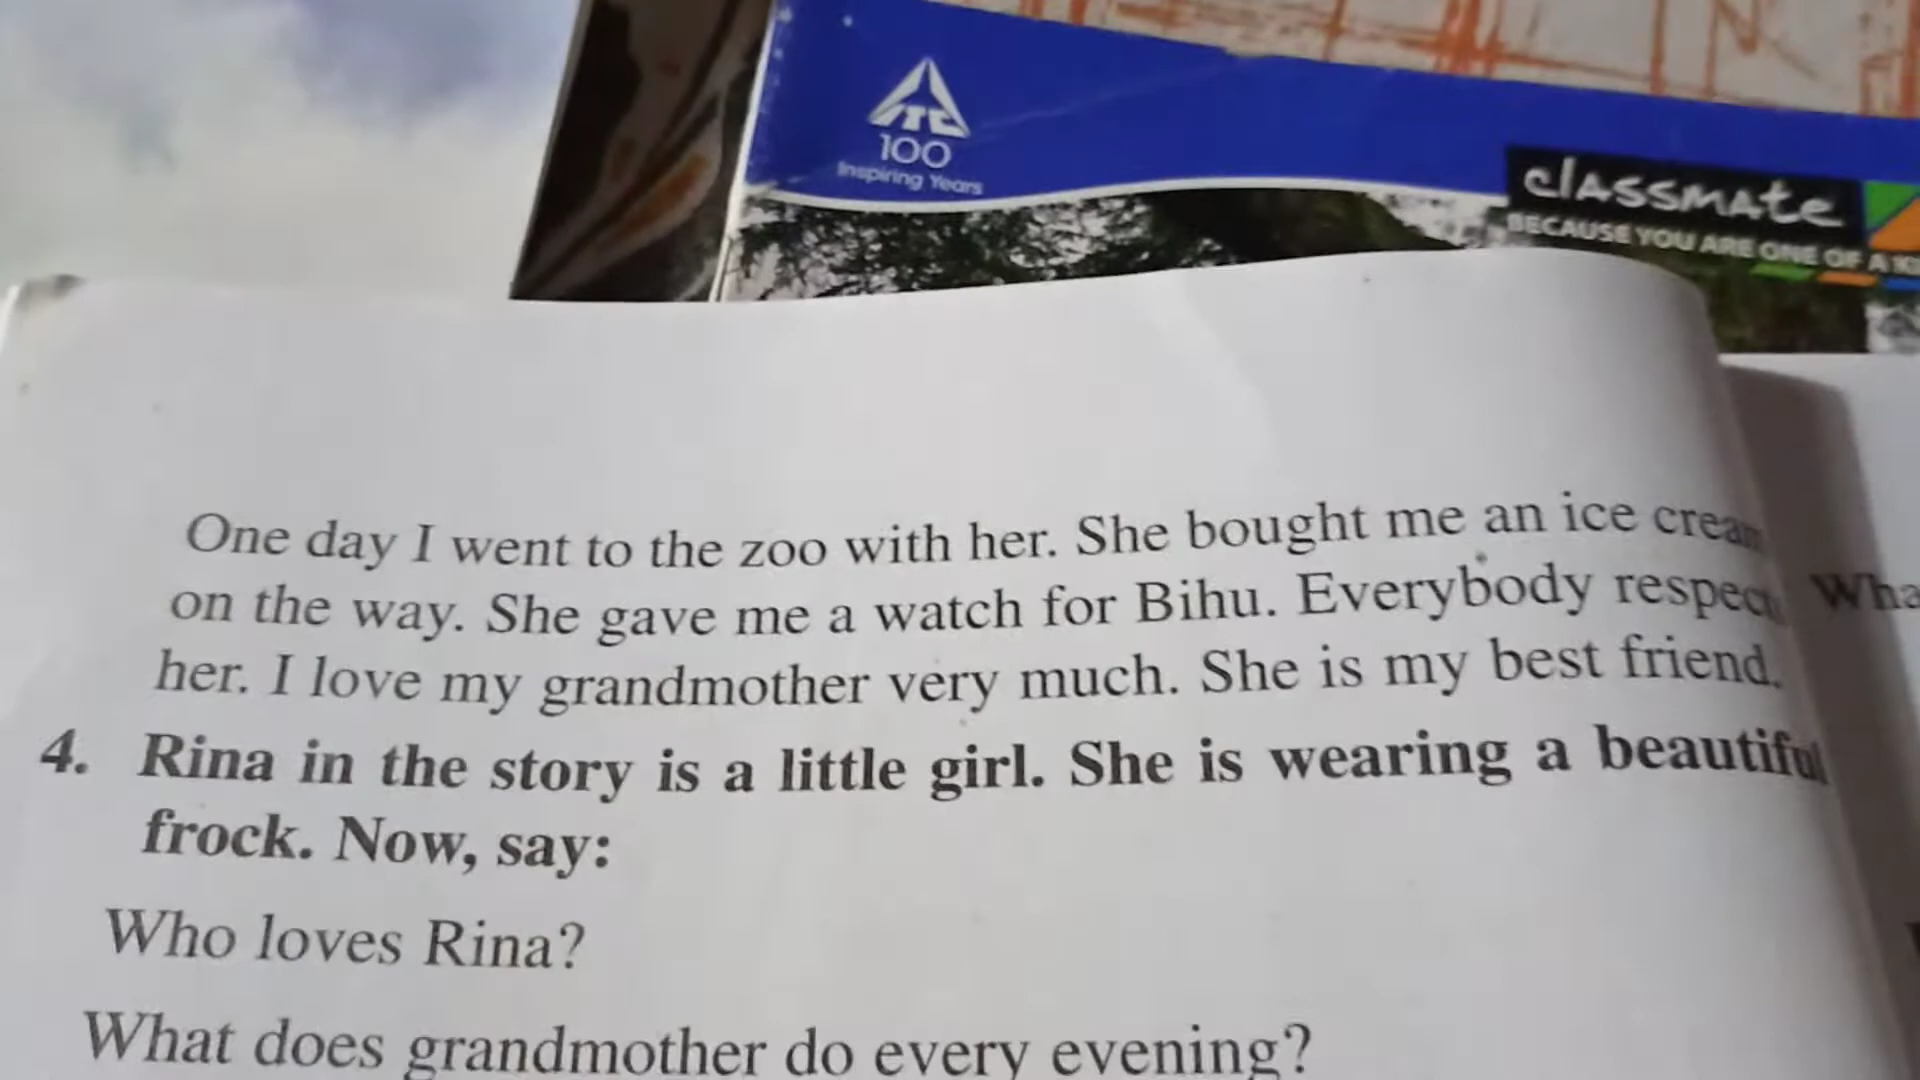 ITC
100
Inspiring Years
classmate
BECAUSE YOU ARE ONE OF A
One day I went to the zoo with her. She bought me an ice cream
on the way. She gave me a watch for Bihu. Everybody respect
her. I love my grandmother very much. She is my best friend.
4. Rina in the story is a little girl. She is wearing a beautiful
frock. Now, say:
Who loves Rina?
What does grandmother do every evening?
Wha